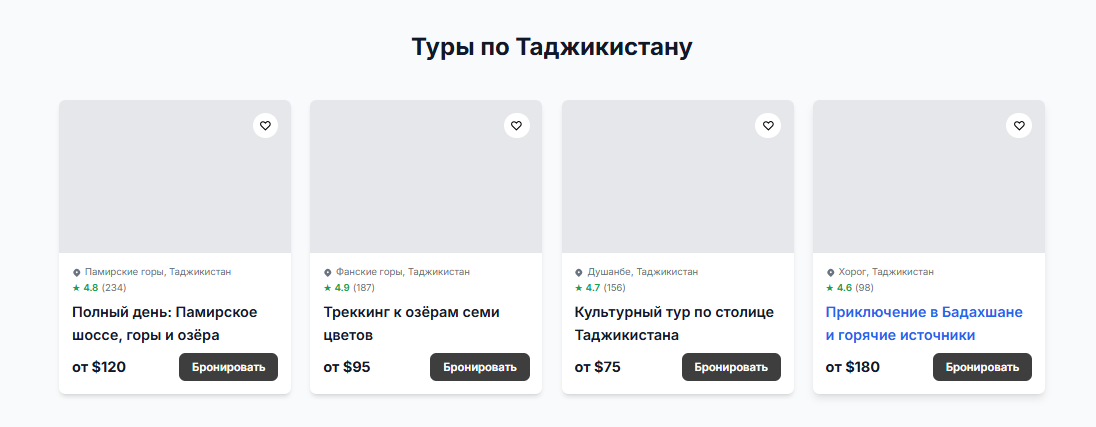 Туры по Таджикистану
Памирские горы, Таджикистан
★ 4.8 (234)
Полный день: Памирское
шоссе, горы и озёра
от $120
Бронировать
Фанские горы, Таджикистан
★ 4.9 (187)
Треккинг к озёрам семи
цветов
от $95
Бронировать
Душанбе, Таджикистан
★ 4.7 (156)
Культурный тур по столице
Таджикистана
от $75
Бронировать
Хорог, Таджикистан
★ 4.6 (98)
Приключение в Бадахшане
и горячие источники
от $180
Бронировать